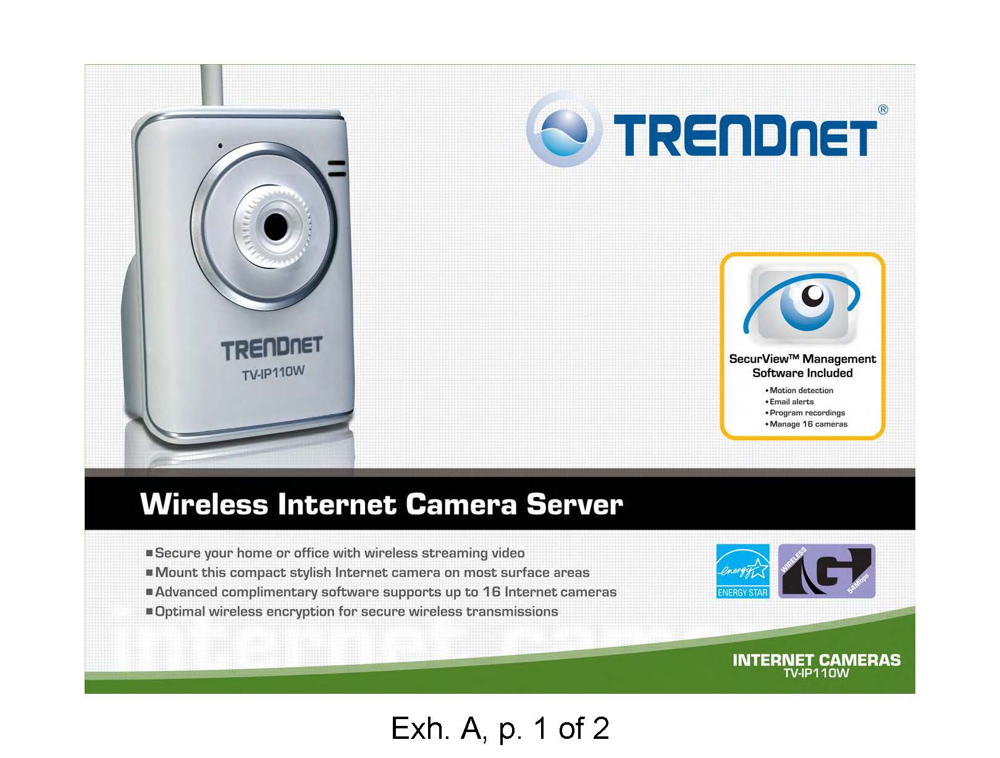 TRENDNET®
TRENDNET
TV-IP110W
SecurView™ Management
Software Included
• Motion detection
• Email alerts
• Program recordings
• Manage 16 cameras
Wireless Internet Camera Server
■ Secure your home or office with wireless streaming video
■ Mount this compact stylish Internet camera on most surface areas
■ Advanced complimentary software supports up to 16 Internet cameras
■ Optimal wireless encryption for secure wireless transmissions
energy
ENERGY STAR
WIRELESS
G
54Mbps
internet camera
INTERNET CAMERAS
TV-IP110W
Exh. A, p. 1 of 2